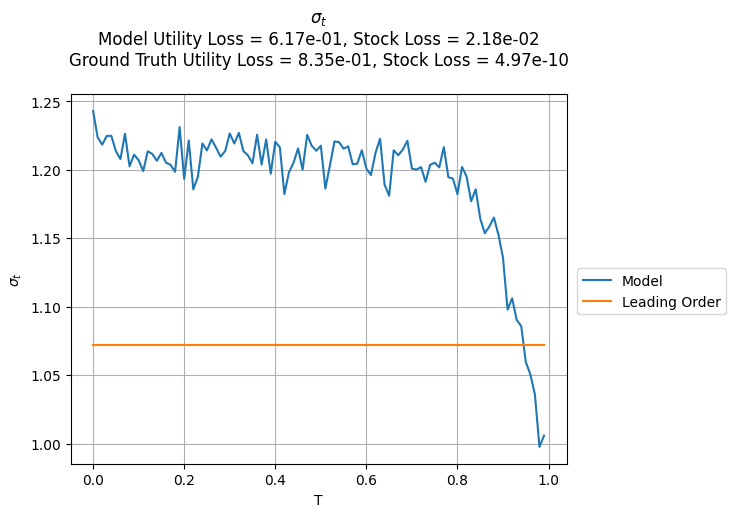 σt
Model Utility Loss = 6.17e-01, Stock Loss = 2.18e-02
Ground Truth Utility Loss = 8.35e-01, Stock Loss = 4.97e-10
1.25
1.20
1.15
1.10
1.05
1.00
σt
0.0 0.2 0.4 0.6 0.8 1.0
T
Model
Leading Order